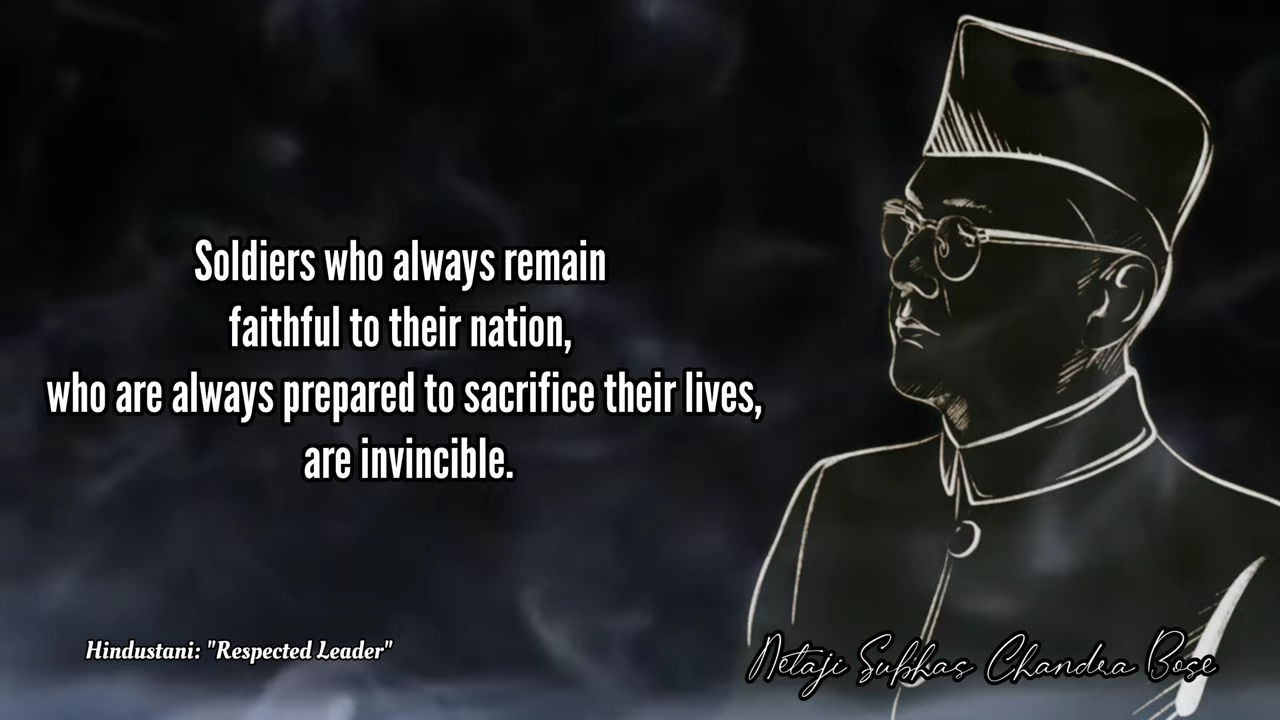 Soldiers who always remain
faithful to their nation,
who are always prepared to sacrifice their lives,
are invincible.
Hindustani: "Respected Leader"
Netaji Subhas Chandra Bose